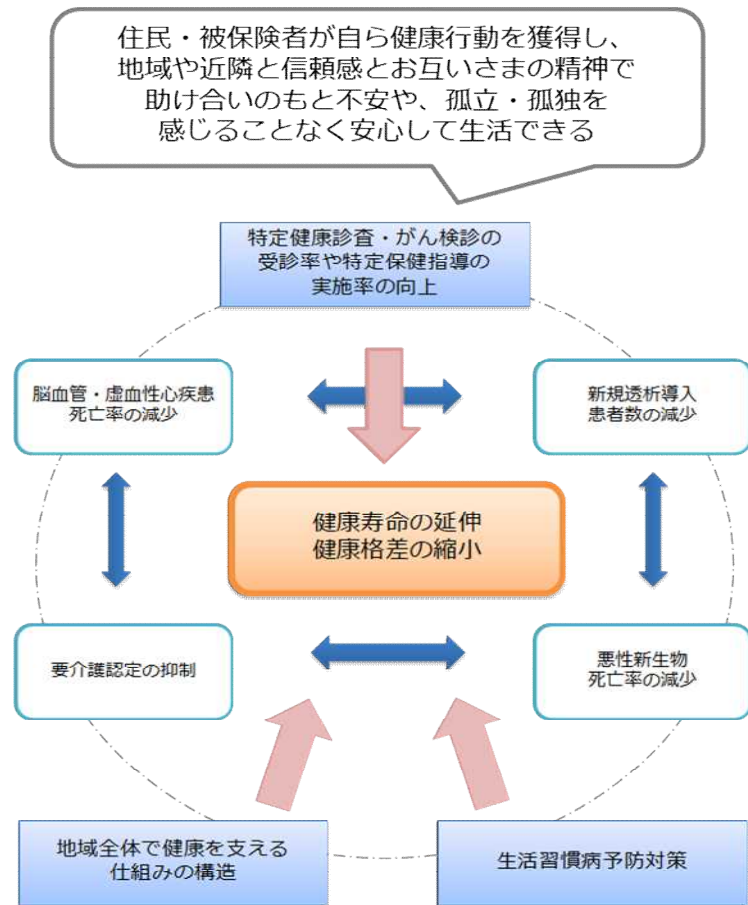 住民・被保険者が自ら健康行動を獲得し、
地域や近隣と信頼感とお互いさまの精神で
助け合いのもと不安や、孤立・孤独を
感じることなく安心して生活できる
特定健康診査・がん検診の
受診率や特定保健指導の
実施率の向上
脳血管・虚血性心疾患
死亡率の減少
新規透析導入
患者数の減少
健康寿命の延伸
健康格差の縮小
要介護認定の抑制
悪性新生物
死亡率の減少
地域全体で健康を支える
仕組みの構造
生活習慣病予防対策